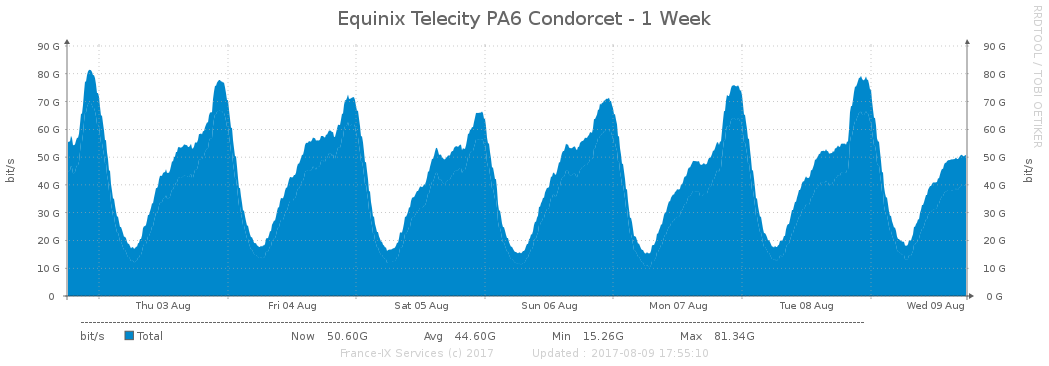 Equinix Telecity PA6 Condorcet - 1 Week
RRDTOOL / TOBI OETIKER
bit/s
90 G
80 G
70 G
60 G
50 G
40 G
30 G
20 G
10 G
0
90 G
80 G
70 G
60 G
50 G
40 G
30 G
20 G
10 G
0 G
bit/s
Thu 03 Aug Fri 04 Aug Sat 05 Aug Sun 06 Aug Mon 07 Aug Tue 08 Aug Wed 09 Aug
bit/s Total Now 50.60G Avg 44.60G Min 15.26G Max 81.34G
France-IX Services (c) 2017 Updated : 2017-08-09 17:55:10